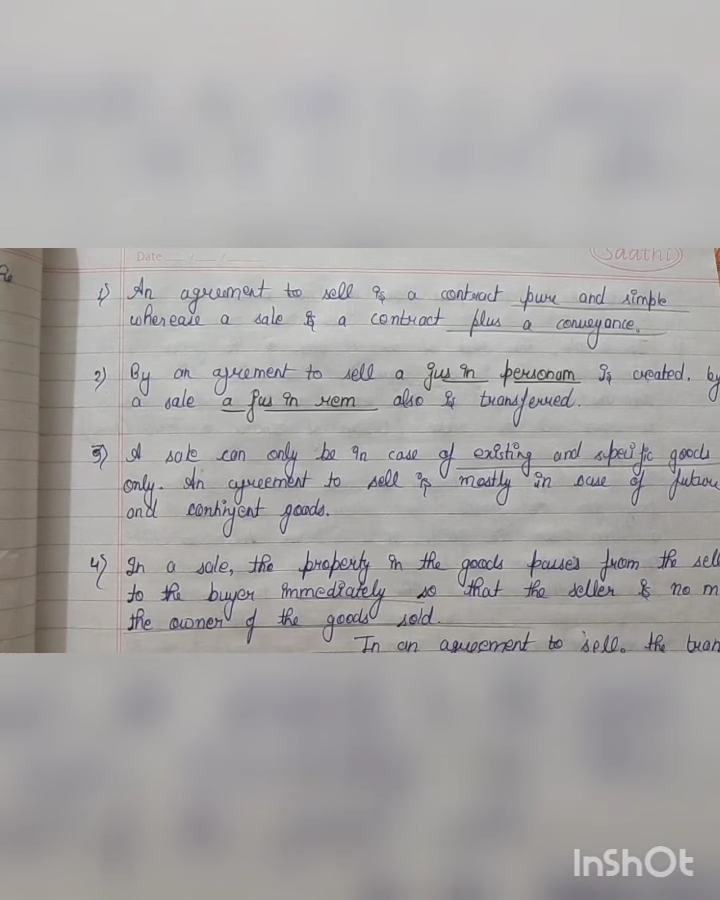 Date
Saathi
1) An agreement to sell is a contract pure and simple
wherease a sale is a contract plus a conveyance.
2) By an agreement to sell a jus in personam is created. by
a sale a jus in rem also is transferred.
3) A sale can only be in case of existing and specific goods
only. An agreement to sell is mostly in case of future
and contingent goods.
4) In a sale, the property in the goods passes from the sell
to the buyer immediately so that the seller is no m
the owner of the goods sold.
In an agreement to sell. the tran
InShOt